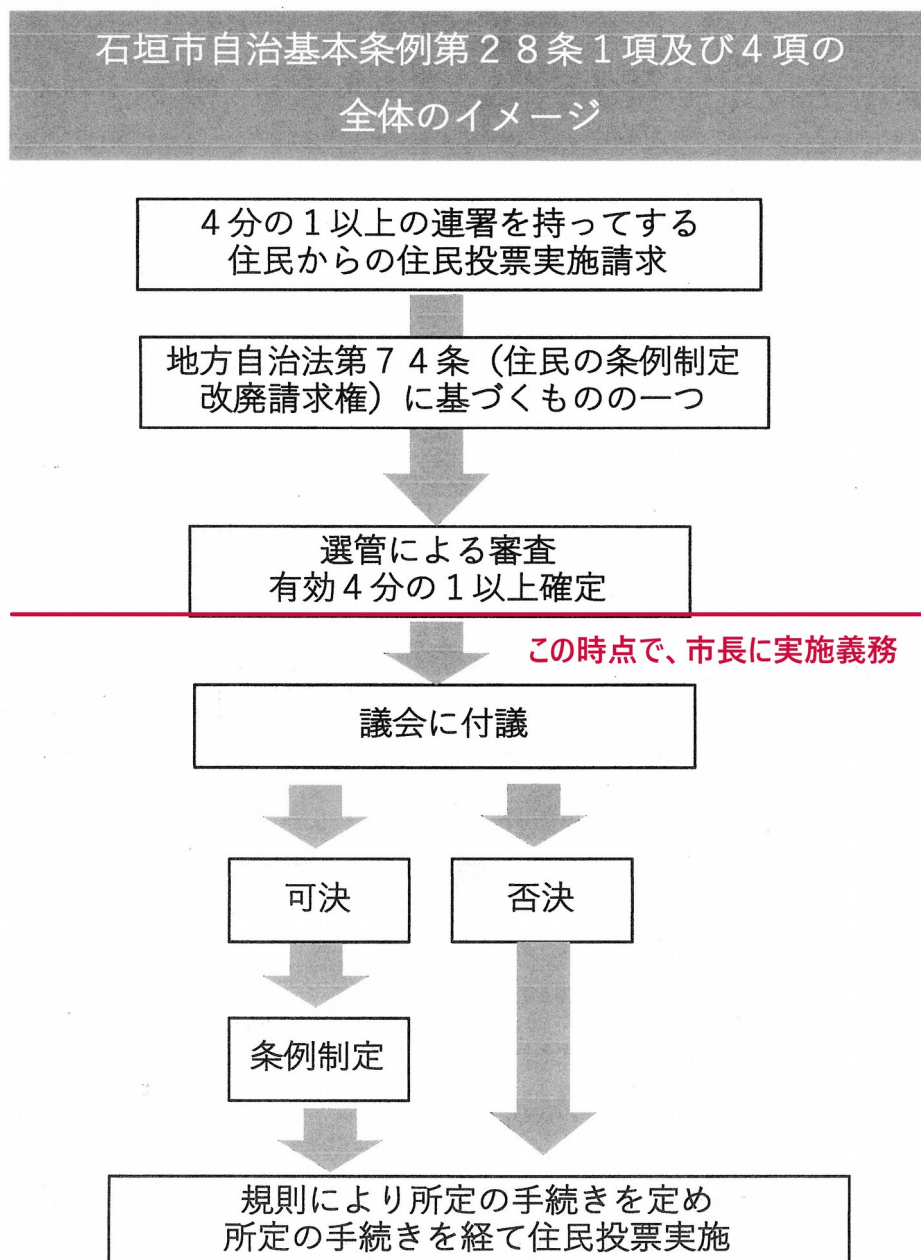 石垣市自治基本条例第２８条１項及び４項の
全体のイメージ
４分の１以上の連署を持ってする
住民からの住民投票実施請求
地方自治法第７４条（住民の条例制定
改廃請求権）に基づくものの一つ
選管による審査
有効４分の１以上確定
この時点で、市長に実施義務
議会に付議
可決
否決
条例制定
規則により所定の手続きを定め
所定の手続きを経て住民投票実施